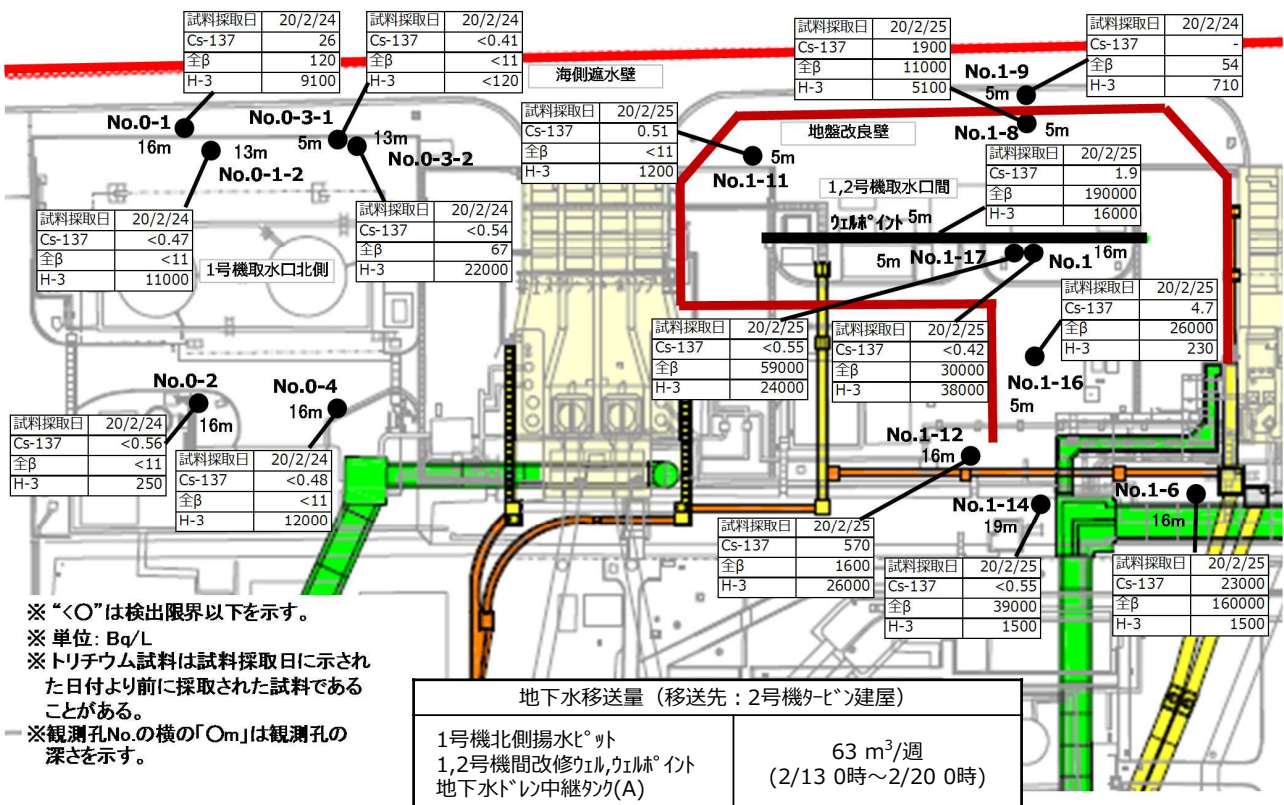 試料採取日 20/2/24
Cs-137 26
全β 120
H-3 9100
試料採取日 20/2/24
Cs-137 <0.41
全β <11
H-3 <120
海側遮水壁
試料採取日 20/2/25
Cs-137 1900
全β 11000
H-3 5100
試料採取日 20/2/24
Cs-137 -
全β 54
H-3 710
No.1-9
5m
No.0-1
16m
No.0-3-1
5m
13m
No.0-3-2
13m
No.0-1-2
試料採取日 20/2/25
Cs-137 0.51
全β <11
H-3 1200
5m
No.1-11
地盤改良壁
No.1-8
5m
1,2号機取水口間
試料採取日 20/2/25
Cs-137 1.9
全β 190000
H-3 16000
試料採取日 20/2/24
Cs-137 <0.47
全β <11
H-3 11000
1号機取水口北側
試料採取日 20/2/24
Cs-137 <0.54
全β 67
H-3 22000
ウェルポイント 5m
5m No.1-17
No.1 16m
試料採取日 20/2/25
Cs-137 4.7
全β 26000
H-3 230
試料採取日 20/2/25
Cs-137 <0.55
全β 59000
H-3 24000
試料採取日 20/2/25
Cs-137 <0.42
全β 30000
H-3 38000
No.1-16
5m
No.0-2
16m
No.0-4
16m
試料採取日 20/2/24
Cs-137 <0.56
全β <11
H-3 250
試料採取日 20/2/24
Cs-137 <0.48
全β <11
H-3 12000
No.1-12
16m
No.1-14
19m
No.1-6
16m
試料採取日 20/2/25
Cs-137 570
全β 1600
H-3 26000
試料採取日 20/2/25
Cs-137 <0.55
全β 39000
H-3 1500
試料採取日 20/2/25
Cs-137 23000
全β 160000
H-3 1500
※ “<○”は検出限界以下を示す。
※ 単位: Bq/L
※ トリチウム試料は試料採取日に示され
た日付より前に採取された試料である
ことがある。
※観測孔No.の横の「○m」は観測孔の
深さを示す。
地下水移送量（移送先：2号機タービン建屋）
1号機北側揚水ピット
1,2号機間改修ウェル,ウェルポイント
地下水ドレン中継タンク(A)
63 m³/週
(2/13 0時～2/20 0時)